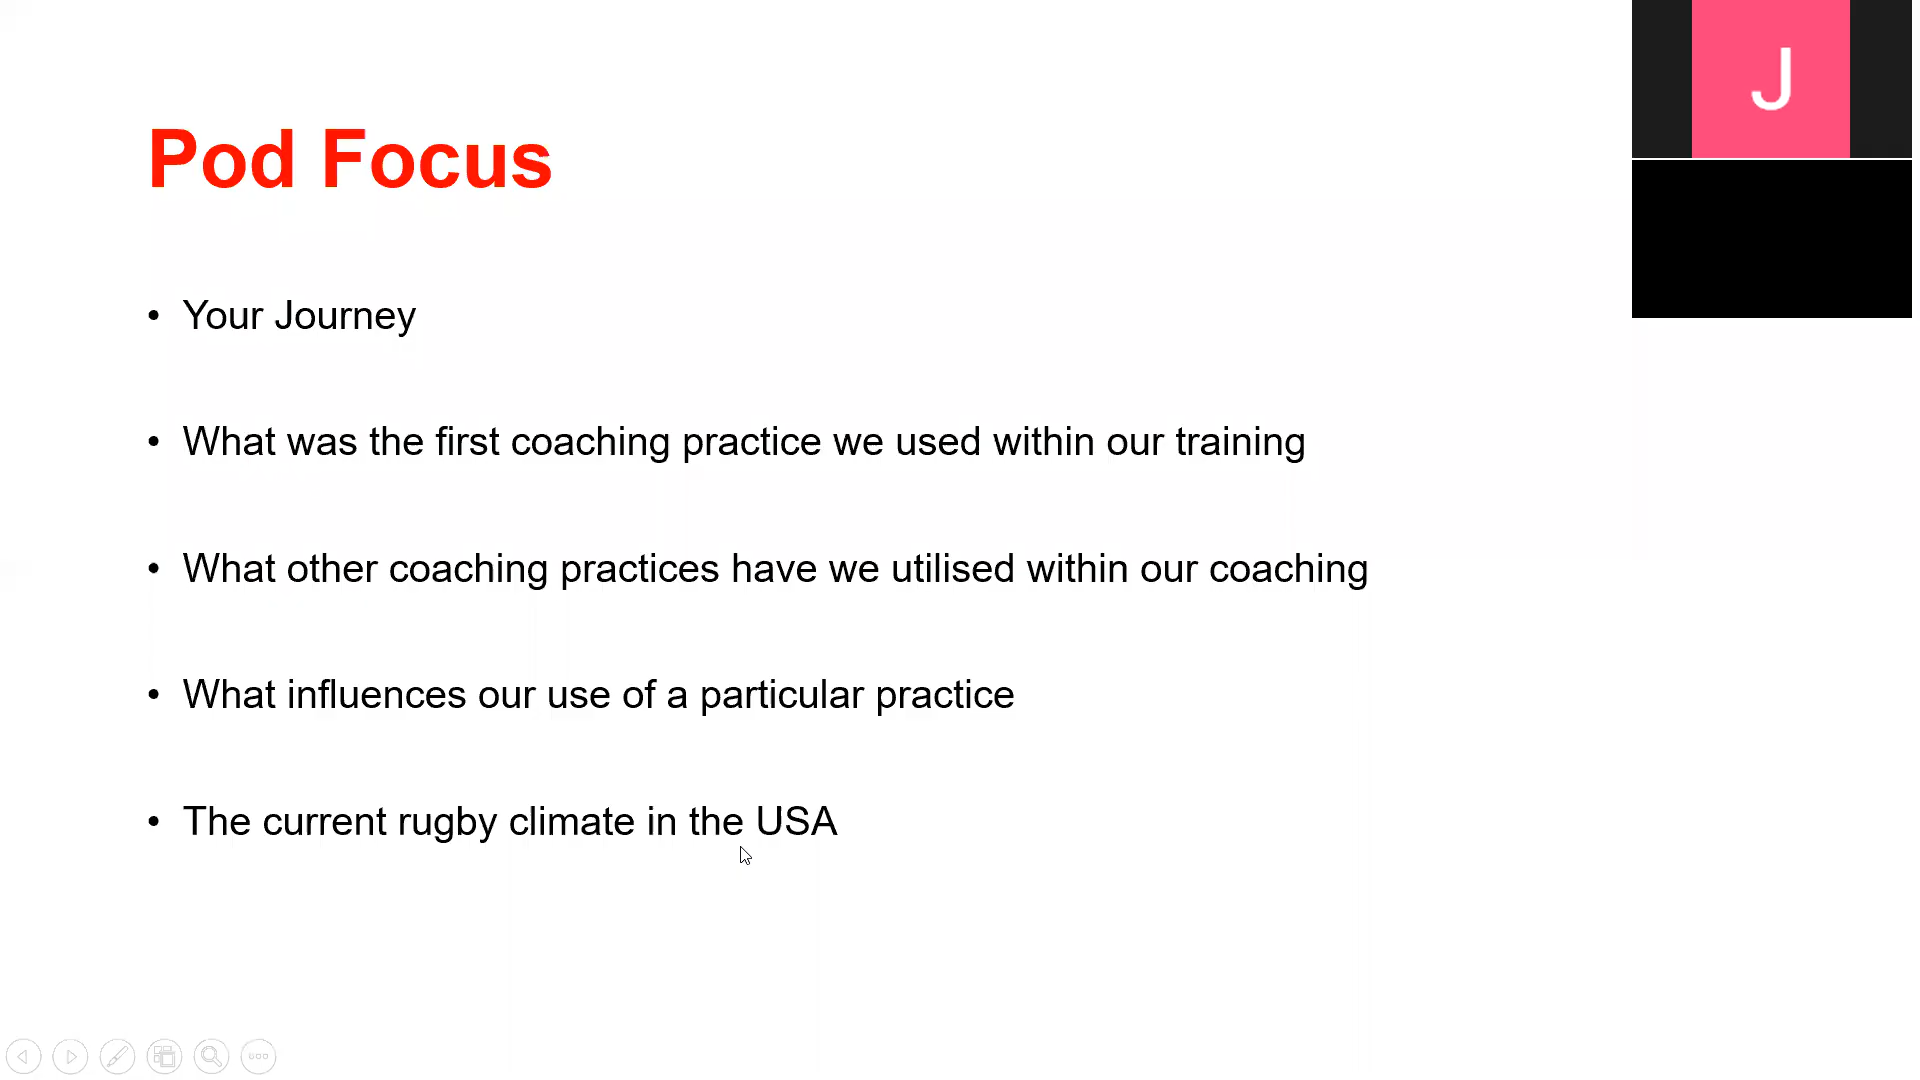 Pod Focus
• Your Journey
• What was the first coaching practice we used within our training
• What other coaching practices have we utilised within our coaching
• What influences our use of a particular practice
• The current rugby climate in the USA
J